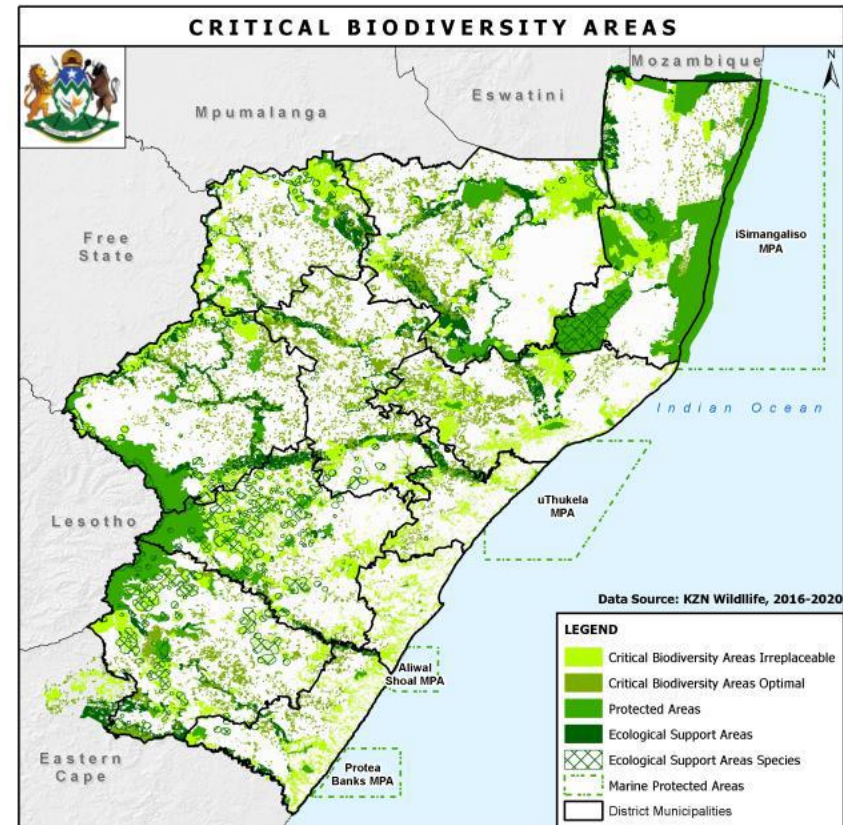 CRITICAL BIODIVERSITY AREAS
Mozambique
N
Eswatini
Mpumalanga
Free
State
iSimangaliso
MPA
Indian Ocean
uThukela
MPA
Lesotho
Data Source: KZN Wildllife, 2016-2020
LEGEND
Critical Biodiversity Areas Irreplaceable
Critical Biodiversity Areas Optimal
Protected Areas
Ecological Support Areas
Ecological Support Areas Species
Marine Protected Areas
District Municipalities
Aliwal
Shoal MPA
Eastern
Cape
Protea
Banks MPA